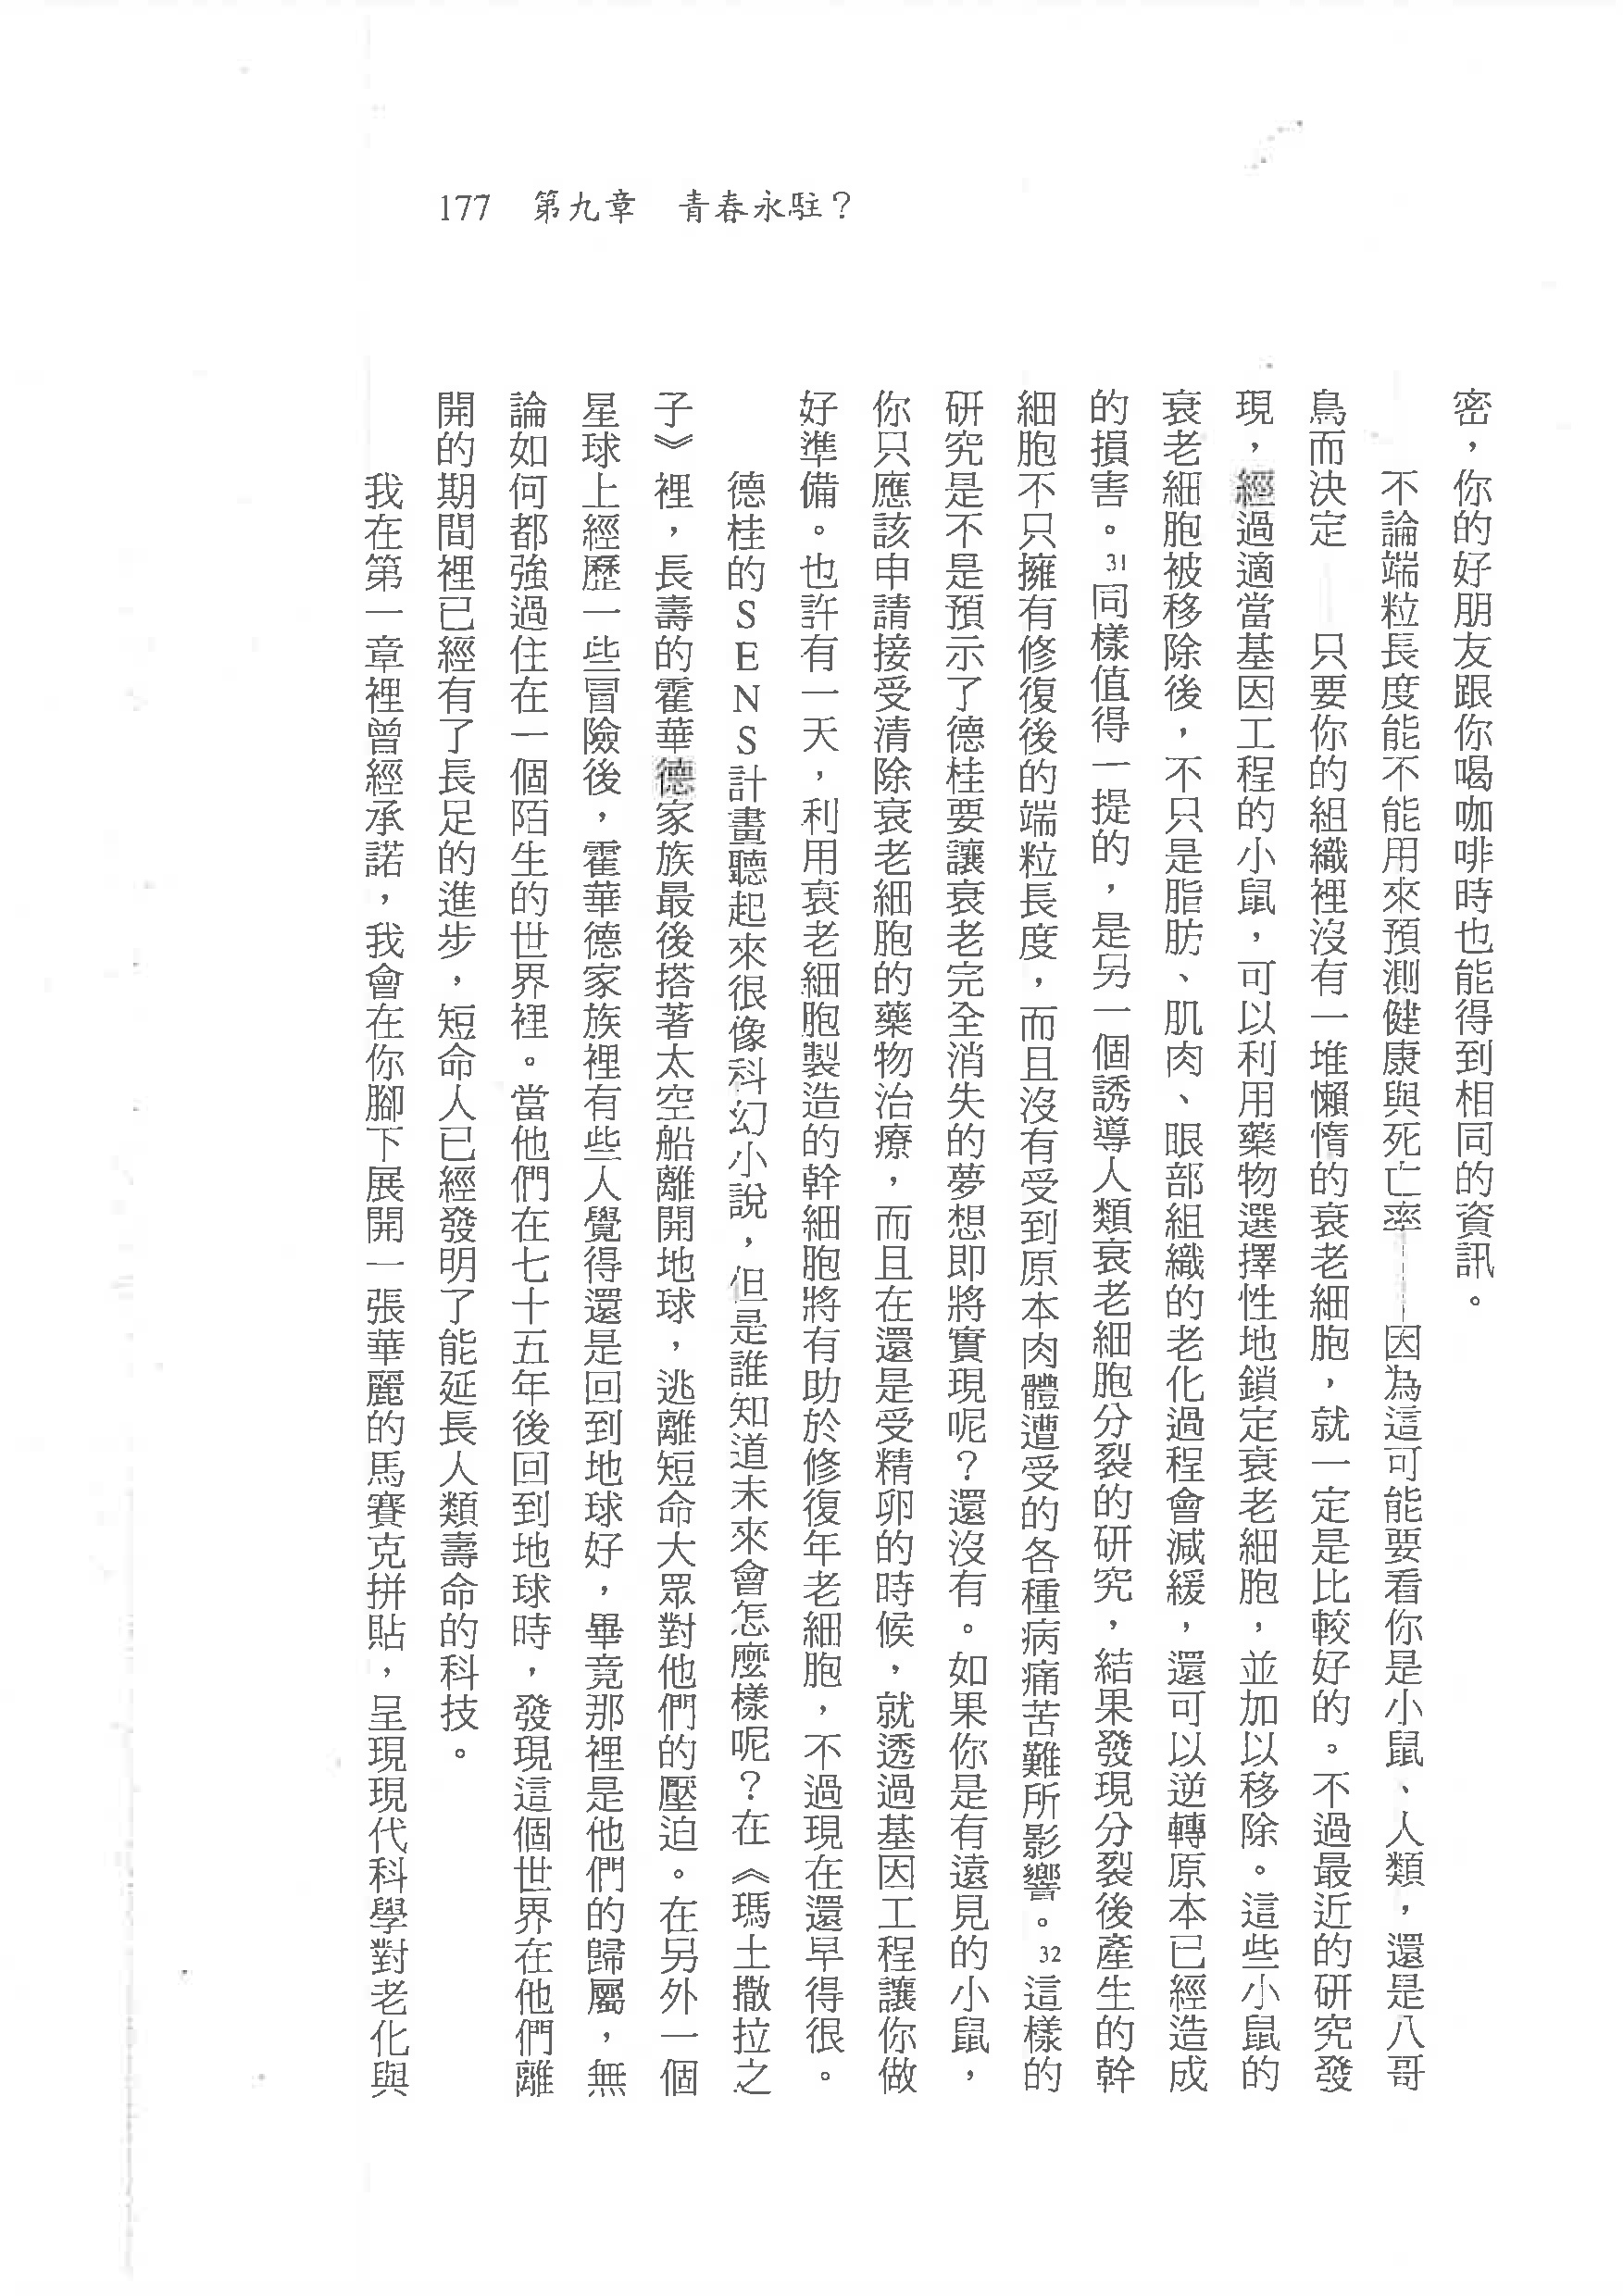 177　第九章　青春永駐？
密，你的好朋友跟你喝咖啡時也能得到相同的資訊。
不論端粒長度能不能用來預測健康與死亡率——因為這可能要看你是小鼠、人類，還是八哥
鳥而決定——只要你的組織裡沒有一堆懶惰的衰老細胞，就一定是比較好的。不過最近的研究發
現，經過適當基因工程的小鼠，可以利用藥物選擇性地鎖定衰老細胞，並加以移除。這些小鼠的
衰老細胞被移除後，不只是脂肪、肌肉、眼部組織的老化過程會減緩，還可以逆轉原本已經造成
的損害。31同樣值得一提的，是另一個誘導人類衰老細胞分裂的研究，結果發現分裂後產生的幹
細胞不只擁有修復後的端粒長度，而且沒有受到原本肉體遭受的各種病痛苦難所影響。32這樣的
研究是不是預示了德桂要讓衰老完全消失的夢想即將實現呢？還沒有。如果你是有遠見的小鼠，
你只應該申請接受清除衰老細胞的藥物治療，而且在還是受精卵的時候，就透過基因工程讓你做
好準備。也許有一天，利用衰老細胞製造的幹細胞將有助於修復年老細胞，不過現在還早得很。
德桂的SENS計畫聽起來很像科幻小說，但是誰知道未來會怎麼樣呢？在《瑪土撒拉之
子》裡，長壽的霍華德家族最後搭著太空船離開地球，逃離短命大眾對他們的壓迫。在另外一個
星球上經歷一些冒險後，霍華德家族裡有些人覺得還是回到地球好，畢竟那裡是他們的歸屬，無
論如何都強過住在一個陌生的世界裡。當他們在七十五年後回到地球時，發現這個世界在他們離
開的期間裡已經有了長足的進步，短命人已經發明了能延長人類壽命的科技。
我在第一章裡曾經承諾，我會在你腳下展開一張華麗的馬賽克拼貼，呈現現代科學對老化與